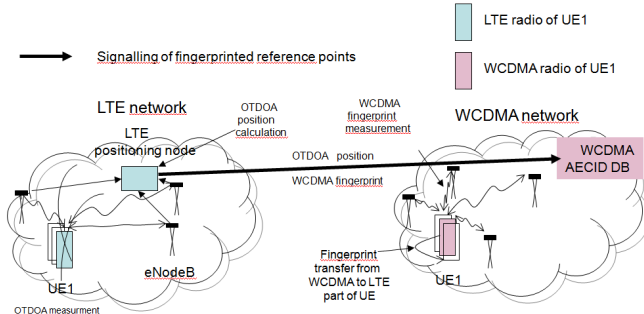 LTE radio of UE1
Signalling of fingerprinted reference points
WCDMA radio of UE1
LTE network
WCDMA network
OTDOA
position
calculation
WCDMA
fingerprint
measurement
LTE
positioning node
WCDMA
AECID DB
OTDOA position
WCDMA fingerprint
eNodeB
UE1
OTDOA measurment
Fingerprint
transfer from
WCDMA to LTE
part of UE
UE1